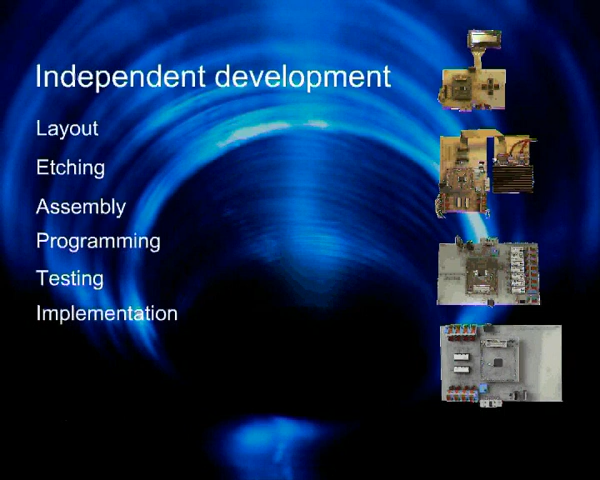 Independent development
Layout
Etching
Assembly
Programming
Testing
Implementation